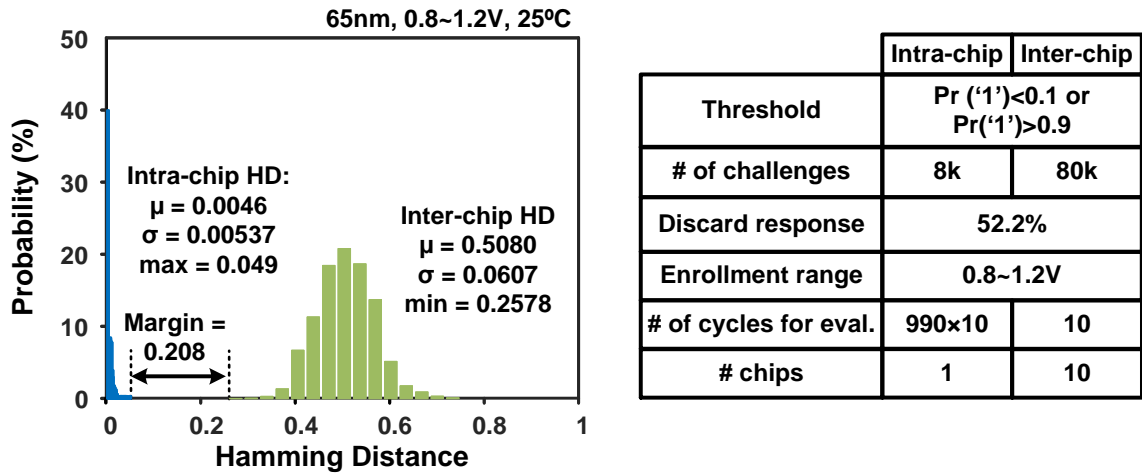 65nm, 0.8~1.2V, 25ºC
Probability (%)
50
40
30
20
10
0
Intra-chip HD:
μ = 0.0046
σ = 0.00537
max = 0.049
Inter-chip HD
μ = 0.5080
σ = 0.0607
min = 0.2578
Margin =
0.208
0 0.2 0.4 0.6 0.8 1
Hamming Distance
Intra-chip Inter-chip
Threshold Pr (‘1’)<0.1 or
Pr(‘1’)>0.9
# of challenges 8k 80k
Discard response 52.2%
Enrollment range 0.8~1.2V
# of cycles for eval. 990×10 10
# chips 1 10